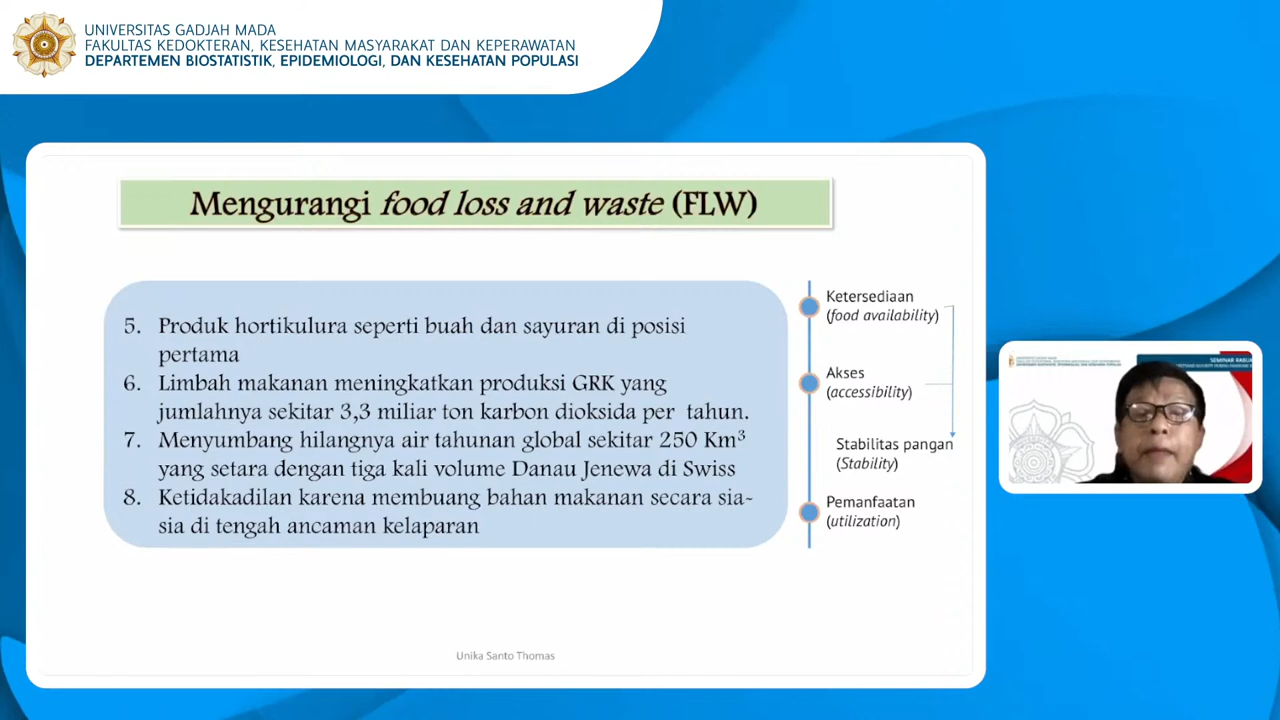 UNIVERSITAS GADJAH MADA
FAKULTAS KEDOKTERAN, KESEHATAN MASYARAKAT DAN KEPERAWATAN
DEPARTEMEN BIOSTATISTIK, EPIDEMIOLOGI, DAN KESEHATAN POPULASI
Mengurangi food loss and waste (FLW)
5. Produk hortikulura seperti buah dan sayuran di posisi
pertama
6. Limbah makanan meningkatkan produksi GRK yang
jumlahnya sekitar 3,3 miliar ton karbon dioksida per tahun.
7. Menyumbang hilangnya air tahunan global sekitar 250 Km³
yang setara dengan tiga kali volume Danau Jenewa di Swiss
8. Ketidakadilan karena membuang bahan makanan secara sia-
sia di tengah ancaman kelaparan
Ketersediaan
(food availability)
Akses
(accessibility)
Stabilitas pangan
(Stability)
Pemanfaatan
(utilization)
Unika Santo Thomas
UNIVERSITAS GADJAH MADA
SEMINAR RABU